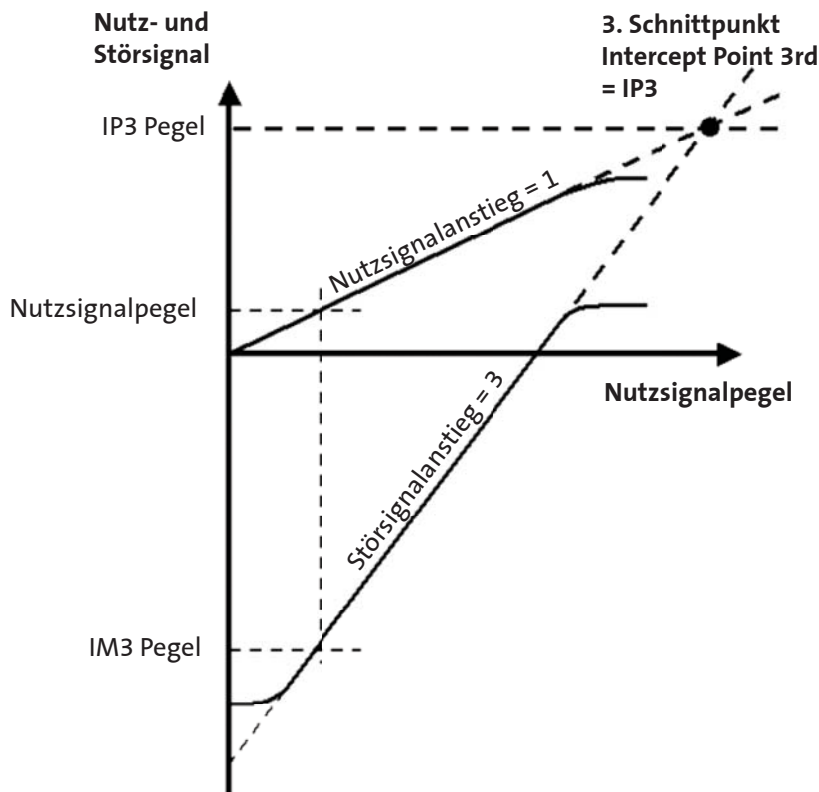 Nutz- und
Störsignal
3. Schnittpunkt
Intercept Point 3rd
= IP3
IP3 Pegel
Nutzsignalanstieg = 1
Nutzsignalpegel
Nutzsignalpegel
Störsignalanstieg = 3
IM3 Pegel